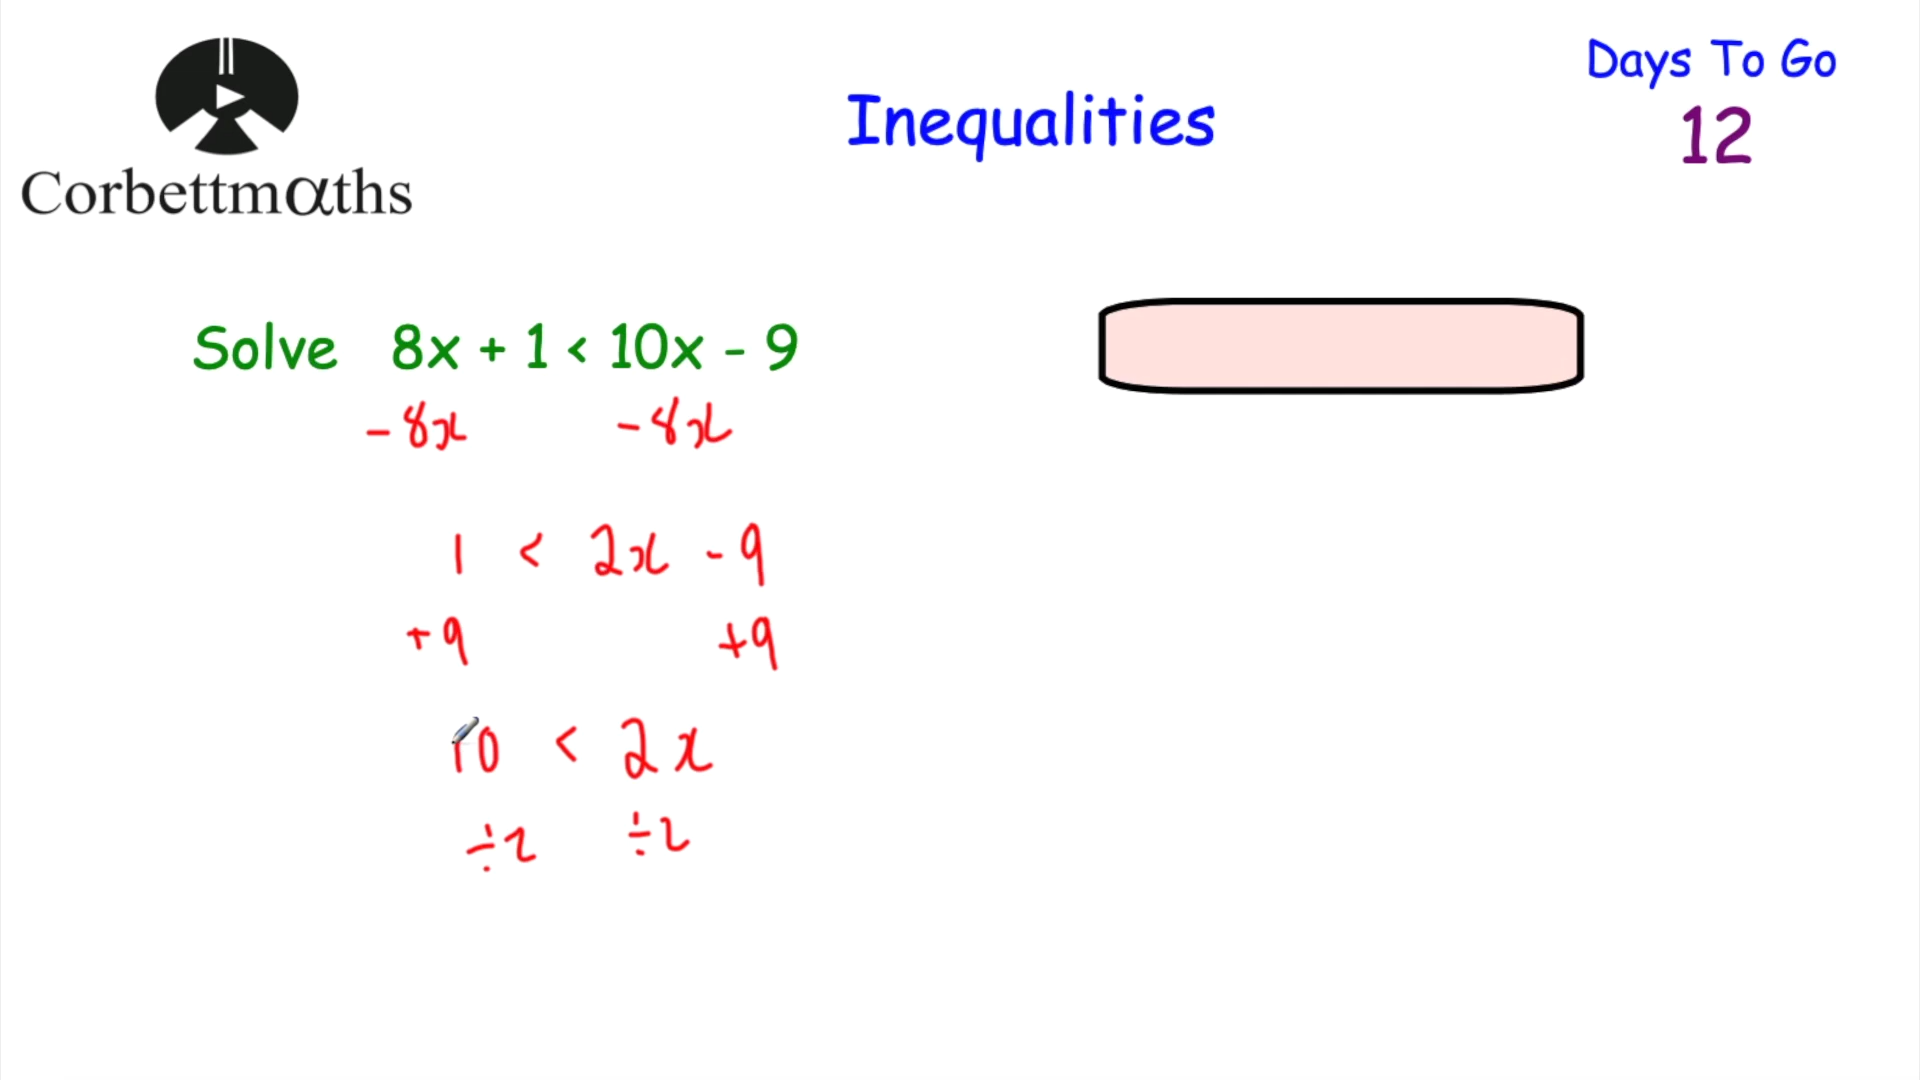 Corbettmαths
Inequalities
Days To Go
12
Solve 8x + 1 < 10x - 9
-8x -8x
1 < 2x - 9
+9 +9
10 < 2x
÷2 ÷2